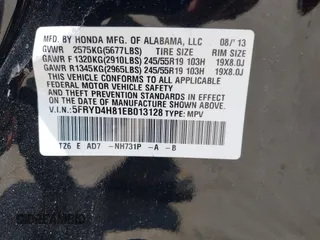 MFD. BY HONDA MFG. OF ALABAMA, LLC 08/'13
GVWR 2575KG(5677LBS) TIRE SIZE RIM SIZE
GAWR F 1320KG(2910LBS) 245/55R19 103H 19X8.0J
GAWR R1345KG(2965LBS) 245/55R19 103H 19X8.0J
THIS VEHICLE CONFORMS TO ALL APPLICABLE
FEDERAL MOTOR VEHICLE SAFETY AND THEFT
PREVENTION STANDARDS IN EFFECT ON THE DATE OF
MANUFACTURE SHOWN ABOVE.
V.I.N.: 5FRYD4H81EB013128 TYPE: MPV
TZ6 E AD7 -NH731P -A -B